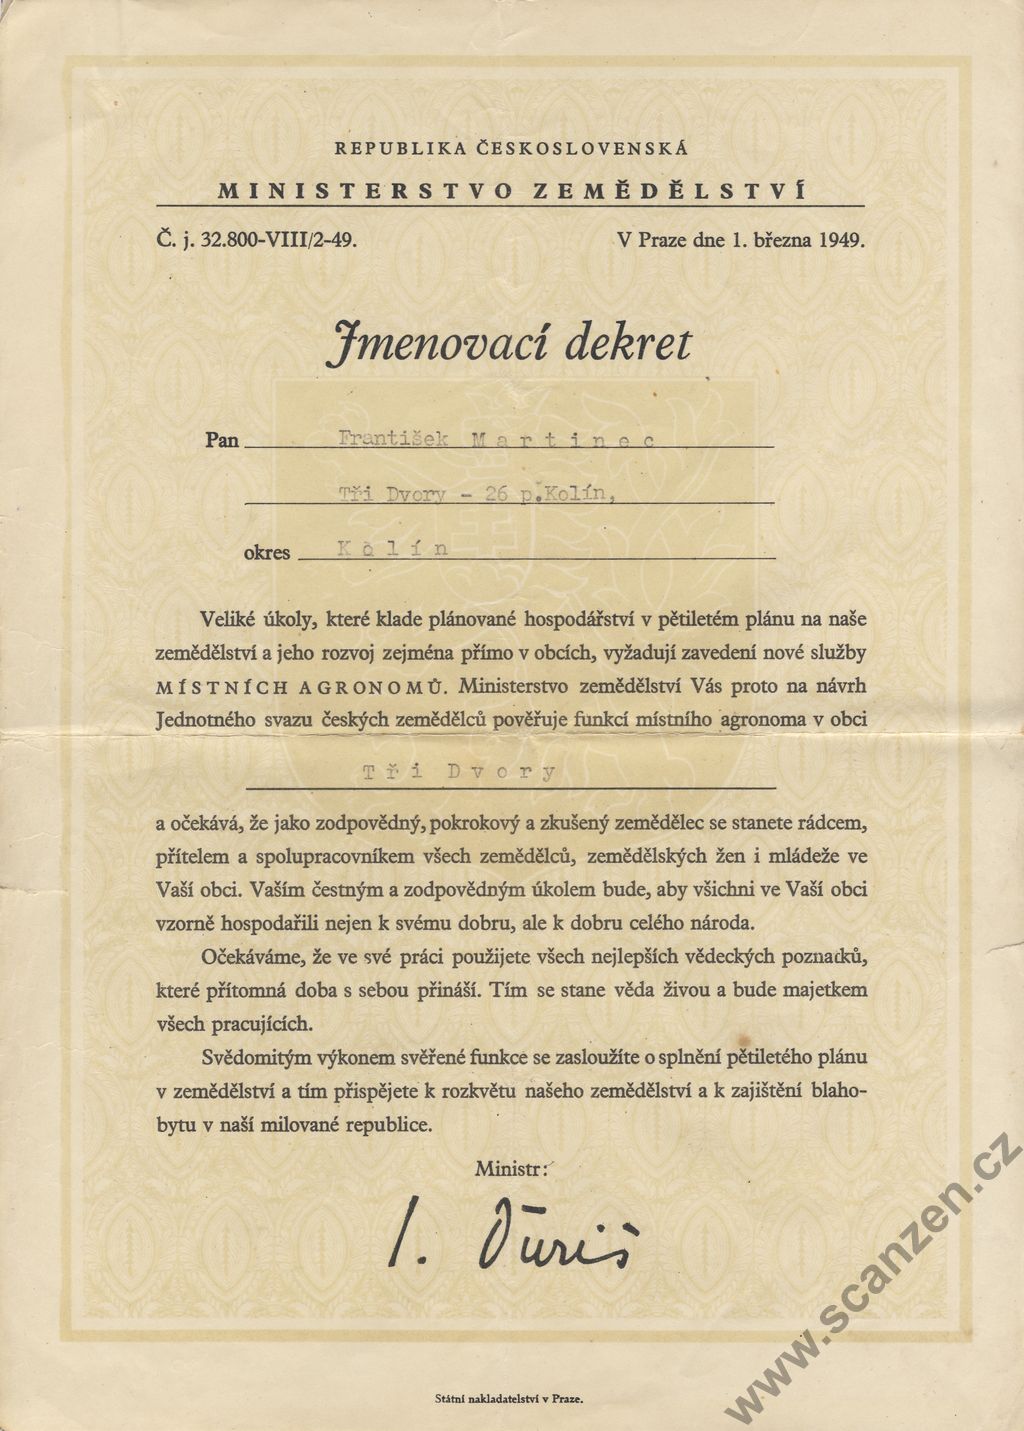 REPUBLIKA ČESKOSLOVENSKÁ
MINISTERSTVO ZEMĚDĚLSTVÍ
Č. j. 32.800-VIII/2-49. V Praze dne 1. března 1949.
Jmenovací dekret
Pan František Martinec
Tři Dvory - 26 p.Kolín,
okres Kolín
Veliké úkoly, které klade plánované hospodářství v pětiletém plánu na naše
zemědělství a jeho rozvoj zejména přímo v obcích, vyžadují zavedení nové služby
MÍSTNÍCH AGRONOMŮ. Ministerstvo zemědělství Vás proto na návrh
Jednotného svazu českých zemědělců pověřuje funkcí místního agronoma v obci
Tři Dvory
a očekává, že jako zodpovědný, pokrokový a zkušený zemědělec se stanete rádcem,
přítelem a spolupracovníkem všech zemědělců, zemědělských žen i mládeže ve
Vaší obci. Vaším čestným a zodpovědným úkolem bude, aby všichni ve Vaší obci
vzorně hospodařili nejen k svému dobru, ale k dobru celého národa.
Očekáváme, že ve své práci použijete všech nejlepších vědeckých poznatků,
které přítomná doba s sebou přináší. Tím se stane věda živou a bude majetkem
všech pracujících.
Svědomitým výkonem svěřené funkce se zasloužíte o splnění pětiletého plánu
v zemědělství a tím přispějete k rozkvětu našeho zemědělství a k zajištění blaho-
bytu v naší milované republice.
Ministr:
J. Ďuriš
Státní nakladatelství v Praze.
www.scanzen.cz